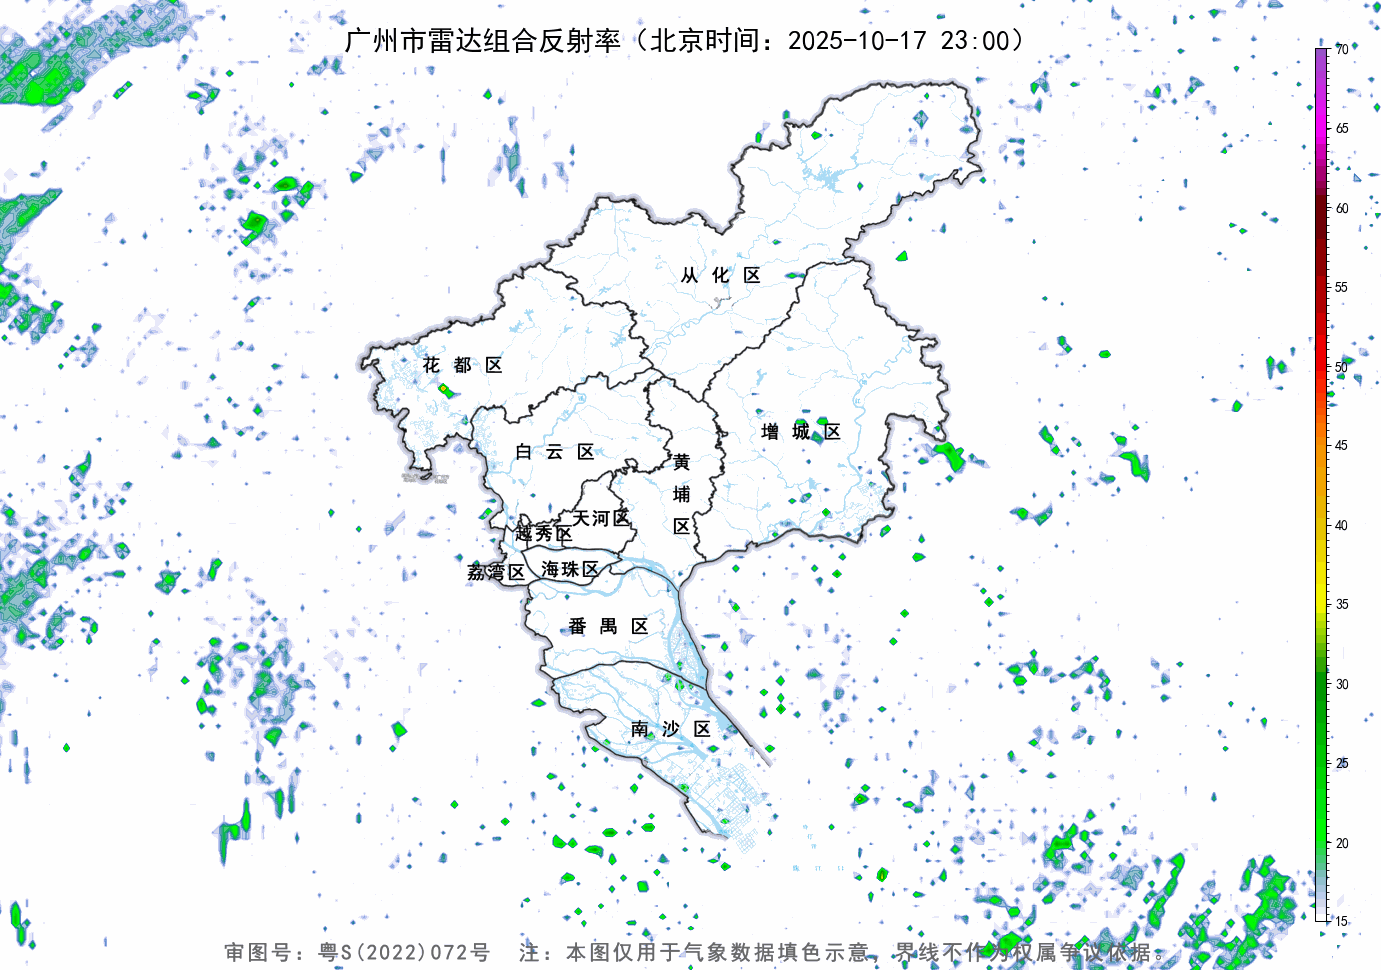 广州市雷达组合反射率（北京时间：2025-10-17 23:00）
70
65
60
55
50
45
40
35
30
25
20
15
从化区
花都区
增城区
白云区
黄埔区
天河区
越秀区
海珠区
荔湾区
番禺区
南沙区
审图号：粤S(2022)072号 注：本图仅用于气象数据填色示意，界线不作为权属争议依据。